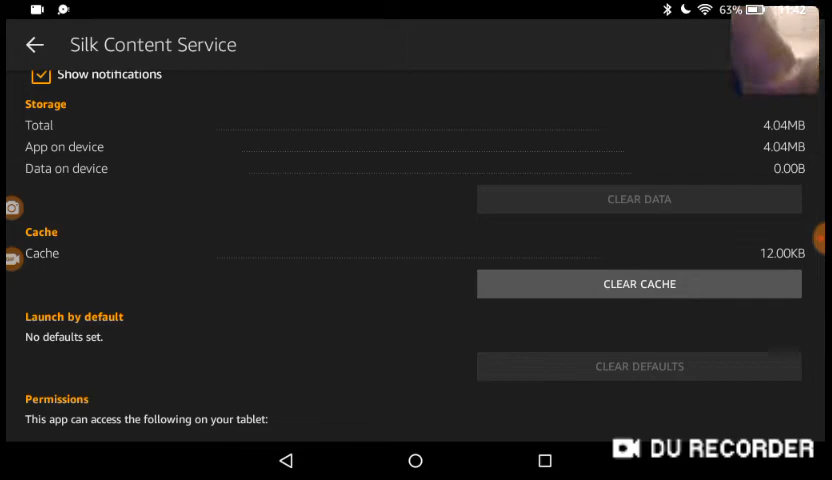 63% 11:42
Silk Content Service
Show notifications
Storage
Total 4.04MB
App on device 4.04MB
Data on device 0.00B
CLEAR DATA
Cache
Cache 12.00KB
CLEAR CACHE
Launch by default
No defaults set.
CLEAR DEFAULTS
Permissions
This app can access the following on your tablet:
DU RECORDER